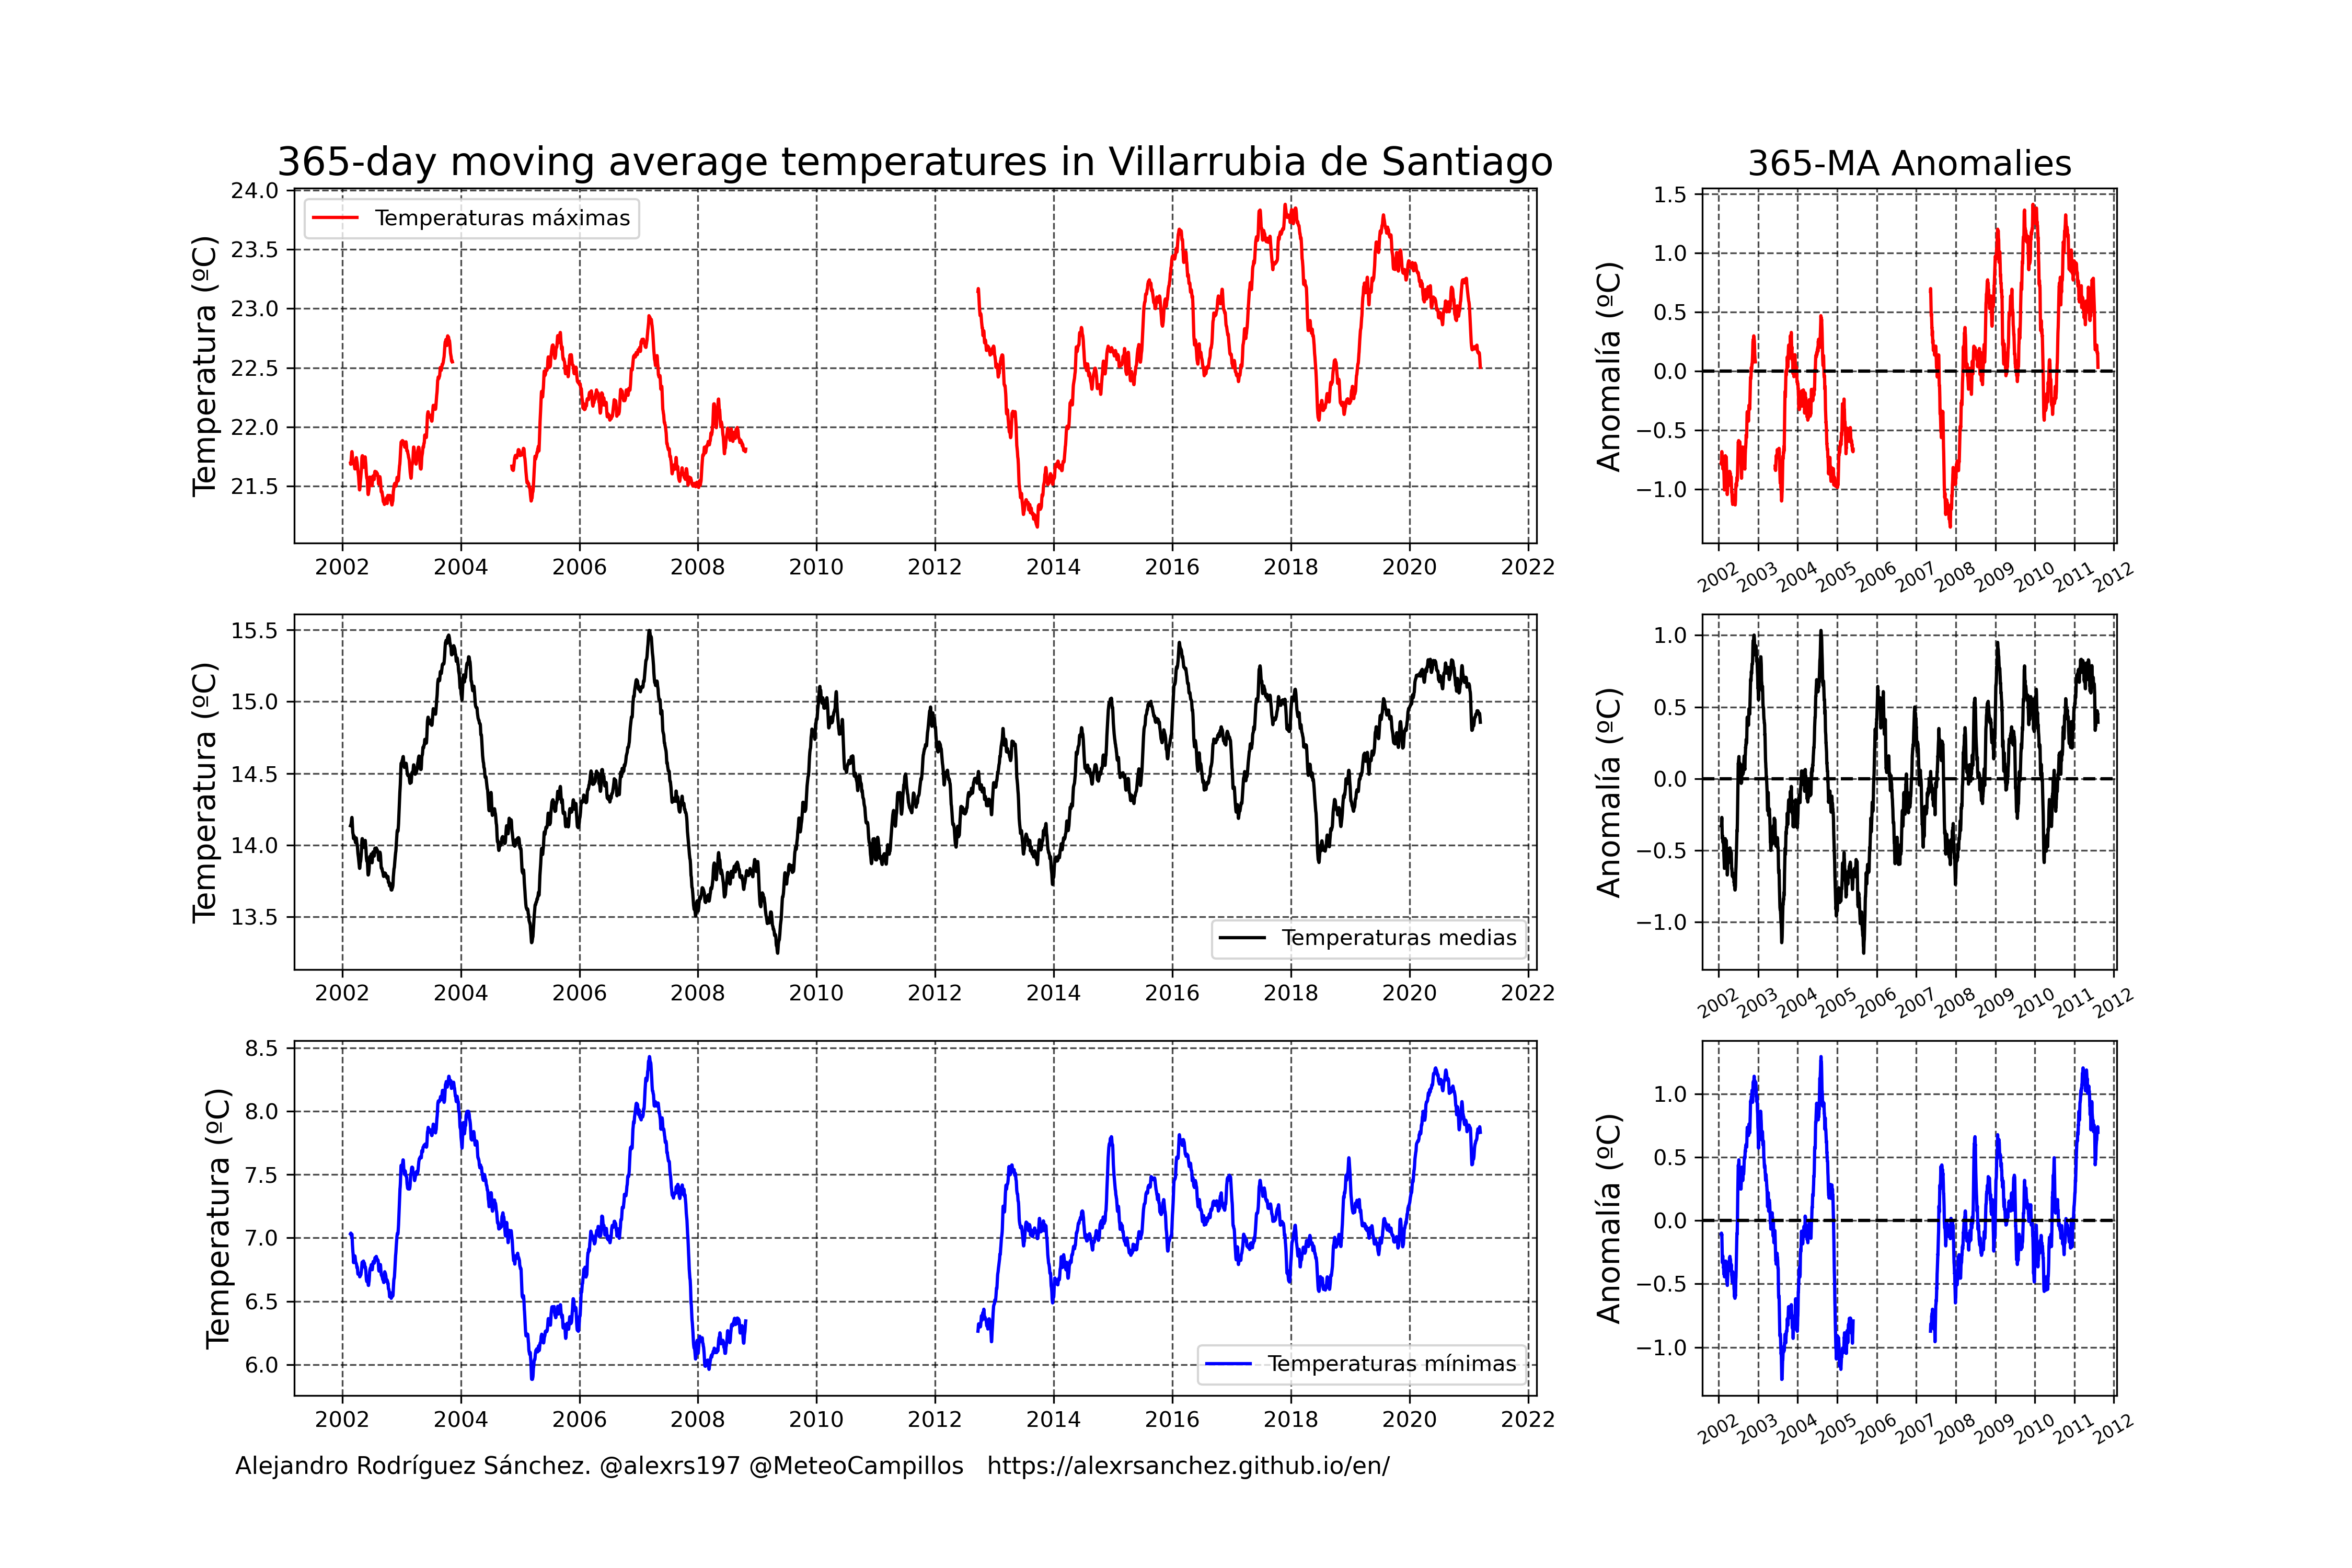 365-day moving average temperatures in Villarrubia de Santiago
365-MA Anomalies
Temperatura (ºC)
24.0
23.5
23.0
22.5
22.0
21.5
Temperaturas máximas
2002 2004 2006 2008 2010 2012 2014 2016 2018 2020 2022
Anomalía (ºC)
1.5
1.0
0.5
0.0
−0.5
−1.0
2002 2003 2004 2005 2006 2007 2008 2009 2010 2011 2012
Temperatura (ºC)
15.5
15.0
14.5
14.0
13.5
Temperaturas medias
2002 2004 2006 2008 2010 2012 2014 2016 2018 2020 2022
Anomalía (ºC)
1.0
0.5
0.0
−0.5
−1.0
2002 2003 2004 2005 2006 2007 2008 2009 2010 2011 2012
Temperatura (ºC)
8.5
8.0
7.5
7.0
6.5
6.0
Temperaturas mínimas
2002 2004 2006 2008 2010 2012 2014 2016 2018 2020 2022
Anomalía (ºC)
1.0
0.5
0.0
−0.5
−1.0
2002 2003 2004 2005 2006 2007 2008 2009 2010 2011 2012
Alejandro Rodríguez Sánchez. @alexrs197 @MeteoCampillos https://alexrsanchez.github.io/en/